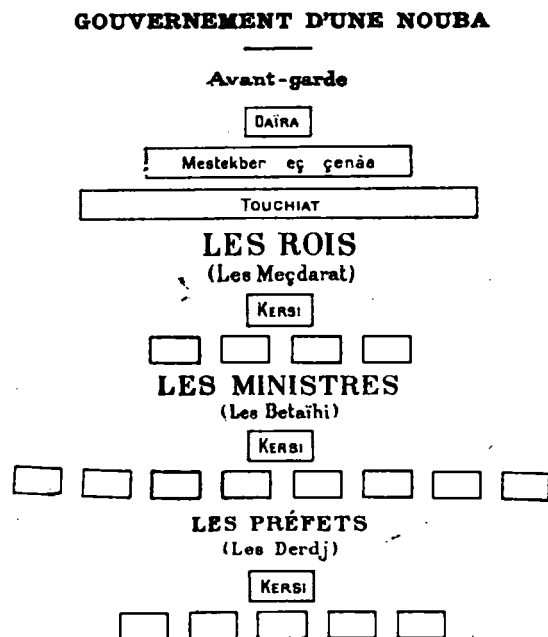 GOUVERNEMENT D'UNE NOUBA
Avant-garde
DAÏRA
Mestekber eç çenâa
TOUCHIAT
LES ROIS
(Les Meçdarat)
KERSI
LES MINISTRES
(Les Betaïhi)
KERSI
LES PRÉFETS
(Les Derdj)
KERSI